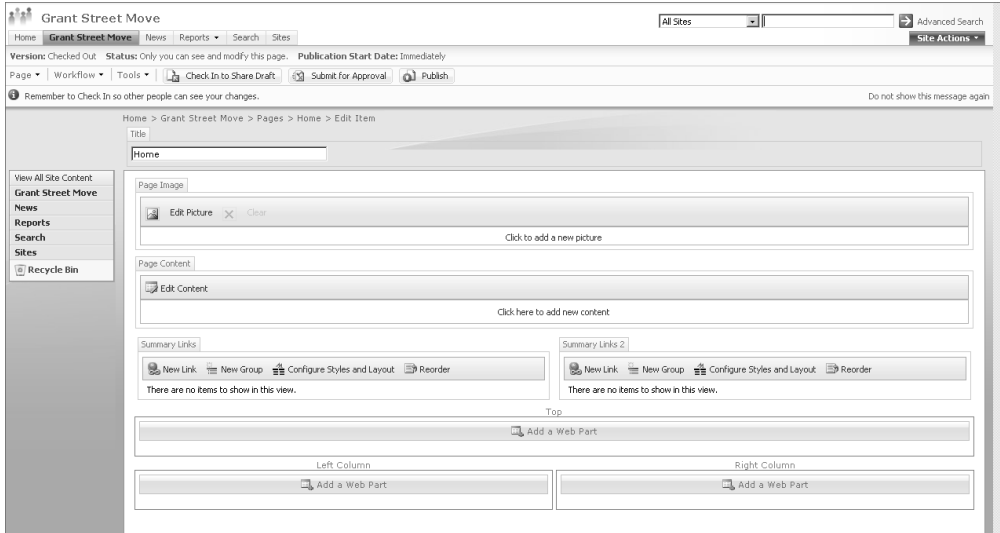 Grant Street Move
All Sites
Advanced Search
Home Grant Street Move News Reports Search Sites
Site Actions
Version: Checked Out Status: Only you can see and modify this page. Publication Start Date: Immediately
Page Workflow Tools Check In to Share Draft Submit for Approval Publish
Remember to Check In so other people can see your changes. Do not show this message again
Home > Grant Street Move > Pages > Home > Edit Item
Title
Home
View All Site Content
Grant Street Move
News
Reports
Search
Sites
Recycle Bin
Page Image
Edit Picture Clear
Click to add a new picture
Page Content
Edit Content
Click here to add new content
Summary Links Summary Links 2
New Link New Group Configure Styles and Layout Reorder New Link New Group Configure Styles and Layout Reorder
There are no items to show in this view. There are no items to show in this view.
Top
Add a Web Part
Left Column Right Column
Add a Web Part Add a Web Part